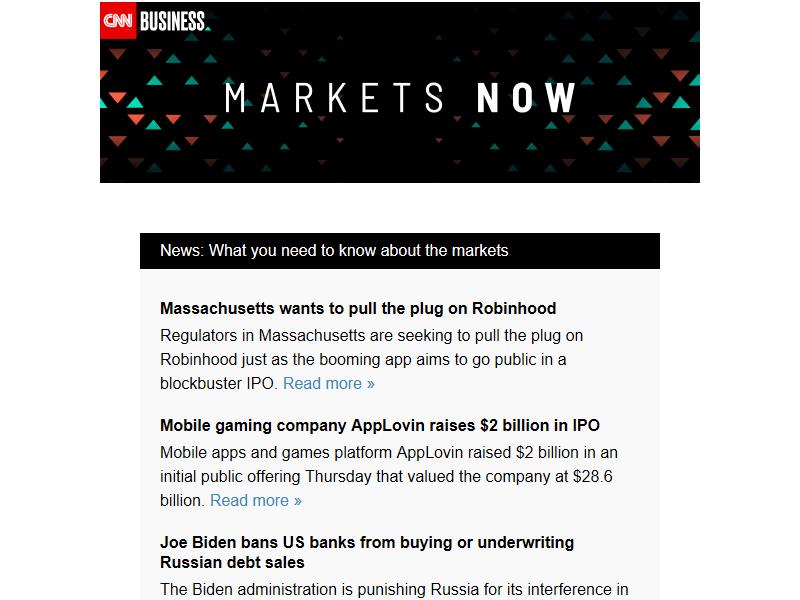 CNN BUSINESS
MARKETS NOW
News: What you need to know about the markets
Massachusetts wants to pull the plug on Robinhood
Regulators in Massachusetts are seeking to pull the plug on
Robinhood just as the booming app aims to go public in a
blockbuster IPO. Read more »
Mobile gaming company AppLovin raises $2 billion in IPO
Mobile apps and games platform AppLovin raised $2 billion in an
initial public offering Thursday that valued the company at $28.6
billion. Read more »
Joe Biden bans US banks from buying or underwriting
Russian debt sales
The Biden administration is punishing Russia for its interference in